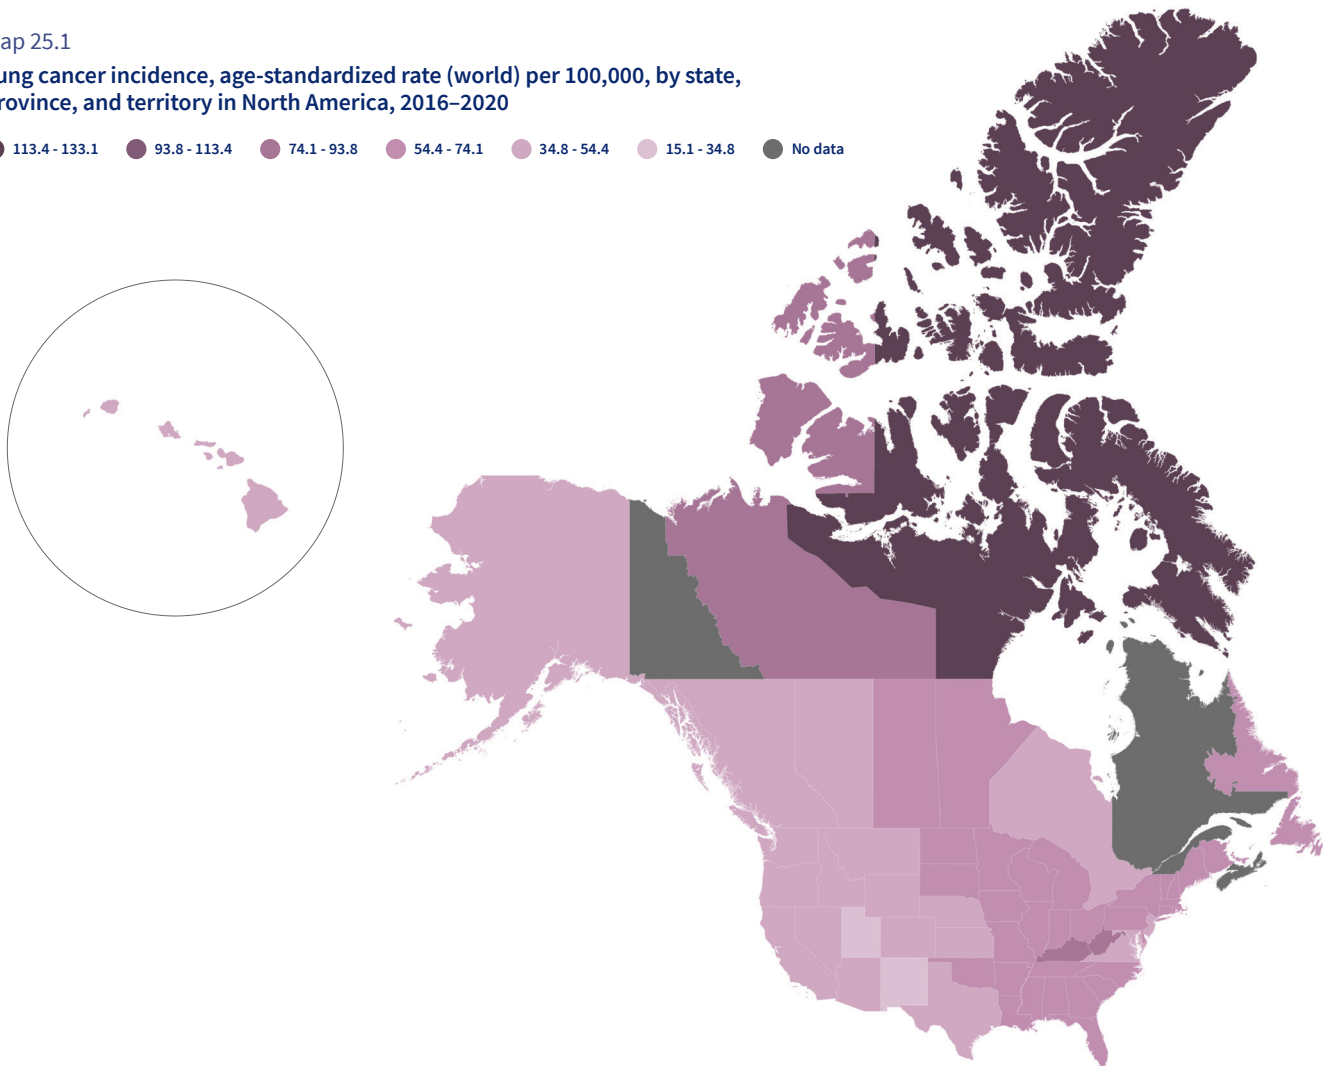 ap 25.1
ung cancer incidence, age-standardized rate (world) per 100,000, by state,
rovince, and territory in North America, 2016–2020
113.4 - 133.1 93.8 - 113.4 74.1 - 93.8 54.4 - 74.1 34.8 - 54.4 15.1 - 34.8 No data